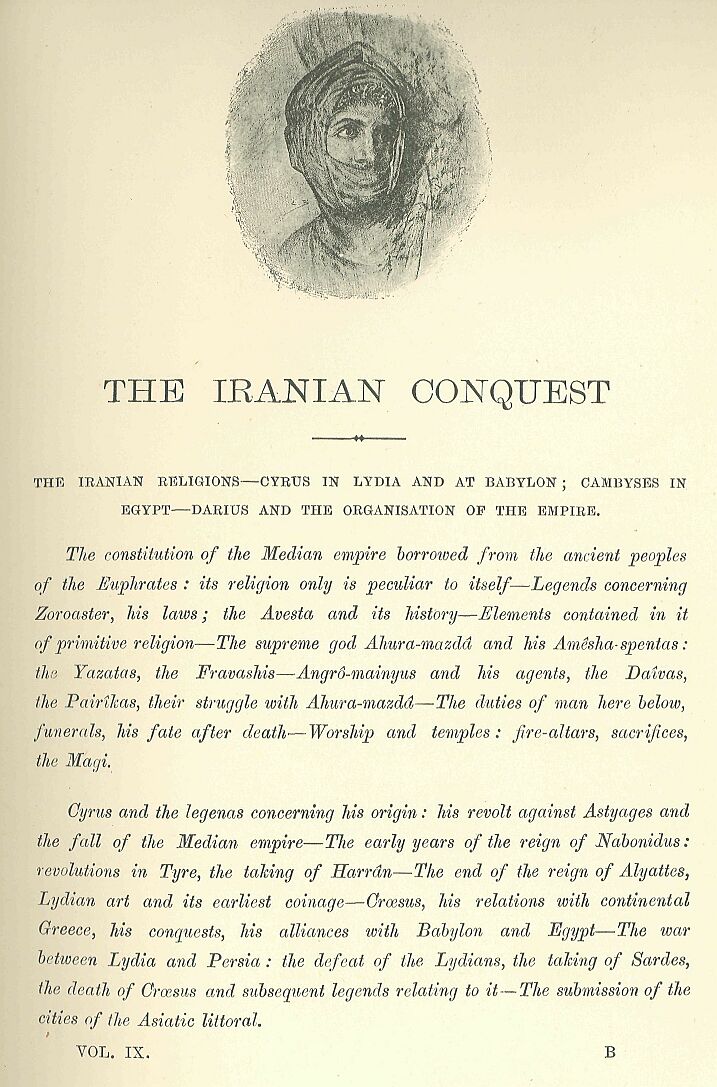 THE IRANIAN CONQUEST
THE IRANIAN RELIGIONS—CYRUS IN LYDIA AND AT BABYLON; CAMBYSES IN
EGYPT—DARIUS AND THE ORGANISATION OF THE EMPIRE.
The constitution of the Median empire borrowed from the ancient peoples
of the Euphrates: its religion only is peculiar to itself—Legends concerning
Zoroaster, his laws; the Avesta and its history—Elements contained in it
of primitive religion—The supreme god Ahura-mazdâ and his Amêsha-spentas:
the Yazatas, the Fravashis—Angrô-mainyus and his agents, the Daîvas,
the Pairîkas, their struggle with Ahura-mazdâ—The duties of man here below,
funerals, his fate after death—Worship and temples: fire-altars, sacrifices,
the Magi.
Cyrus and the legenas concerning his origin: his revolt against Astyages and
the fall of the Median empire—The early years of the reign of Nabonidus:
revolutions in Tyre, the taking of Harrân—The end of the reign of Alyattes,
Lydian art and its earliest coinage—Crœsus, his relations with continental
Greece, his conquests, his alliances with Babylon and Egypt—The war
between Lydia and Persia: the defeat of the Lydians, the taking of Sardes,
the death of Crœsus and subsequent legends relating to it—The submission of the
cities of the Asiatic littoral.
VOL. IX. B